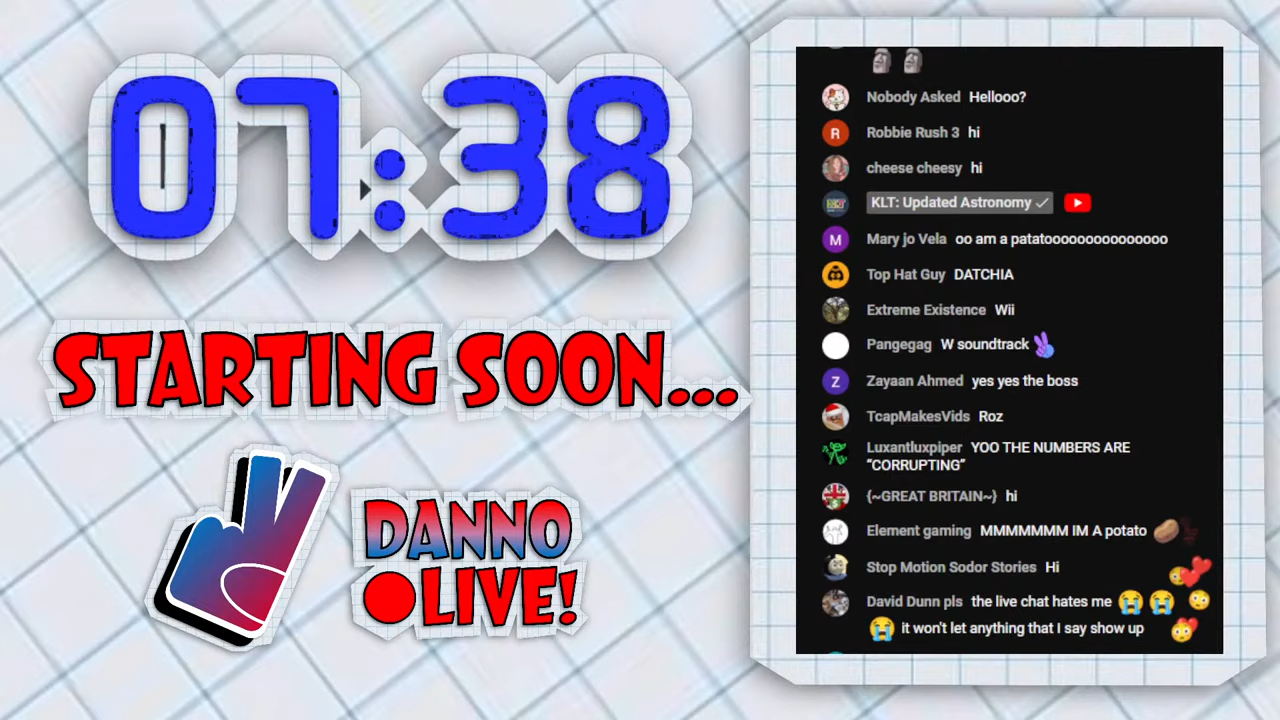 07:38
STARTING SOON...
DANNO
LIVE!
🗿 🗿
Nobody Asked Hellooo?
R Robbie Rush 3 hi
cheese cheesy hi
KLT: Updated Astronomy ✓
M Mary jo Vela oo am a patatooooooooooooooo
Top Hat Guy DATCHIA
Extreme Existence Wii
Pangegag W soundtrack
Z Zayaan Ahmed yes yes the boss
TcapMakesVids Roz
Luxantluxpiper YOO THE NUMBERS ARE
“CORRUPTING”
{~GREAT BRITAIN~} hi
Element gaming MMMMMMM IM A potato 🥔
Stop Motion Sodor Stories Hi
David Dunn pls the live chat hates me 😭 😭
😭 it won't let anything that I say show up